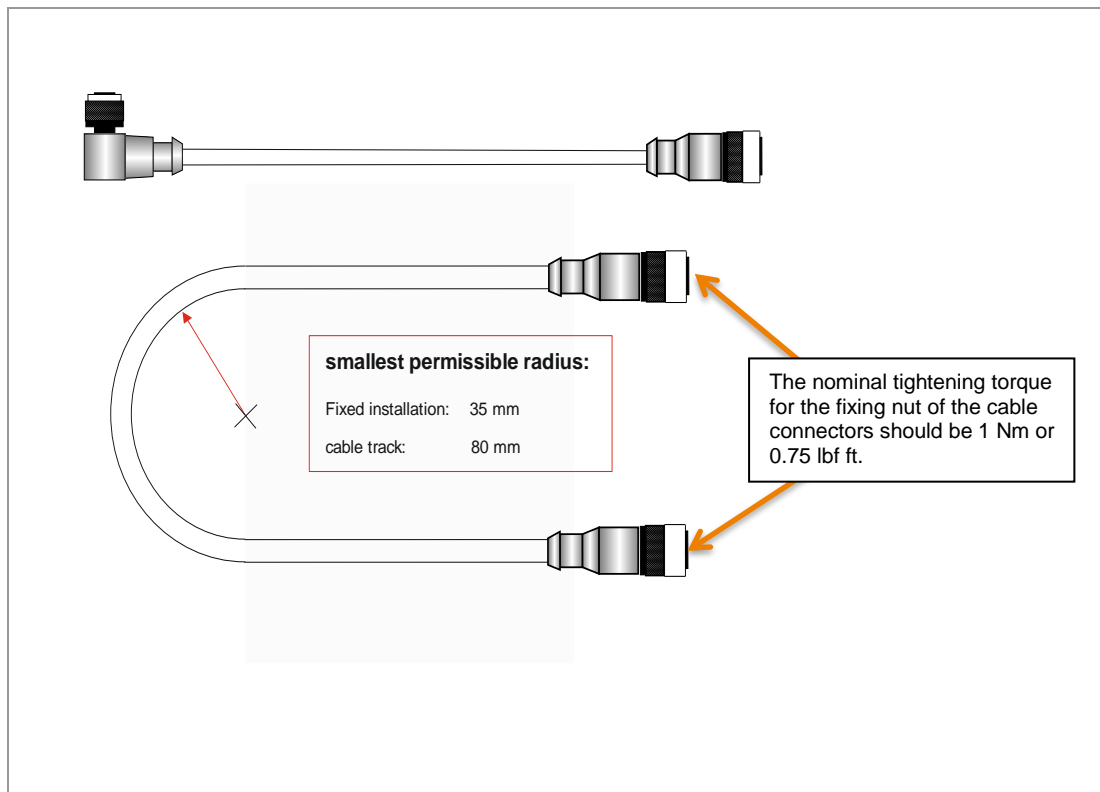 smallest permissible radius:
Fixed installation: 35 mm
cable track: 80 mm
The nominal tightening torque
for the fixing nut of the cable
connectors should be 1 Nm or
0.75 lbf ft.